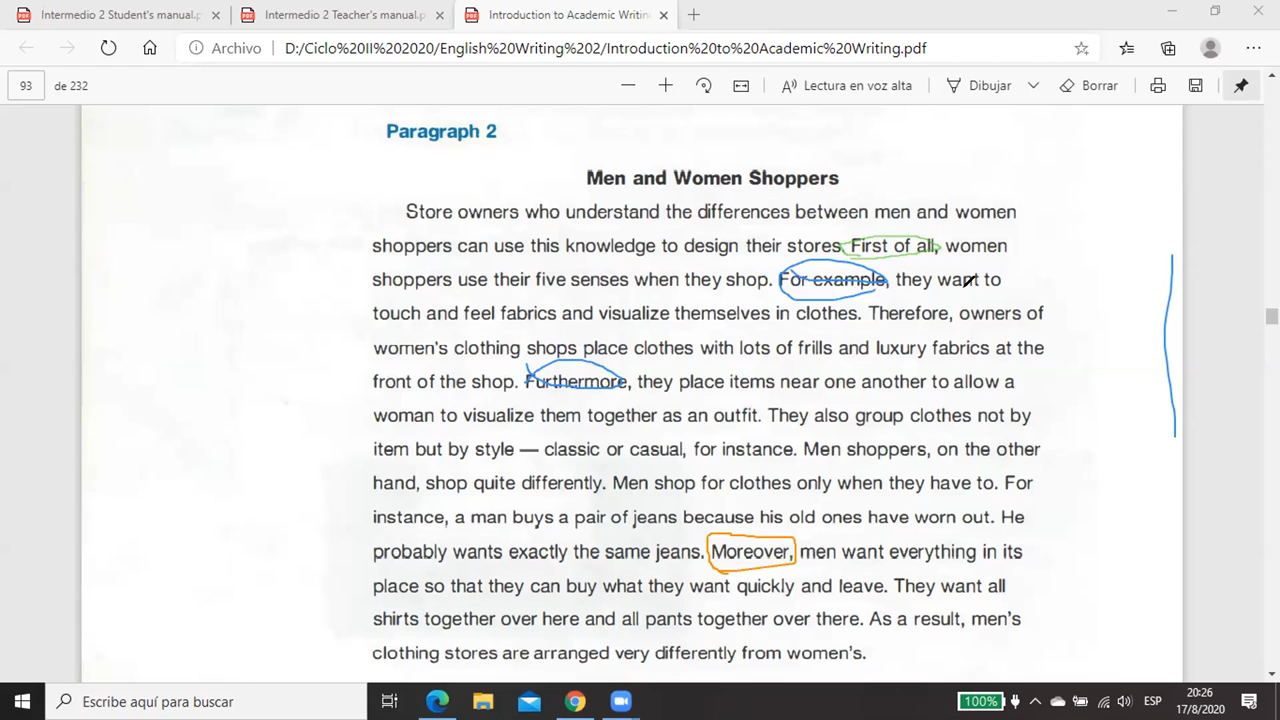 Intermedio 2 Student's manual.p
Intermedio 2 Teacher's manual.p
Introduction to Academic Writin
Archivo
D:/Ciclo%20II%202020/English%20Writing%202/Introduction%20to%20Academic%20Writing.pdf
93 de 232
Lectura en voz alta
Dibujar
Borrar
Paragraph 2
Men and Women Shoppers
Store owners who understand the differences between men and women
shoppers can use this knowledge to design their stores. First of all, women
shoppers use their five senses when they shop. For example, they want to
touch and feel fabrics and visualize themselves in clothes. Therefore, owners of
women's clothing shops place clothes with lots of frills and luxury fabrics at the
front of the shop. Furthermore, they place items near one another to allow a
woman to visualize them together as an outfit. They also group clothes not by
item but by style — classic or casual, for instance. Men shoppers, on the other
hand, shop quite differently. Men shop for clothes only when they have to. For
instance, a man buys a pair of jeans because his old ones have worn out. He
probably wants exactly the same jeans. Moreover, men want everything in its
place so that they can buy what they want quickly and leave. They want all
shirts together over here and all pants together over there. As a result, men's
clothing stores are arranged very differently from women's.
Escribe aquí para buscar
100%
ESP
20:26
17/8/2020